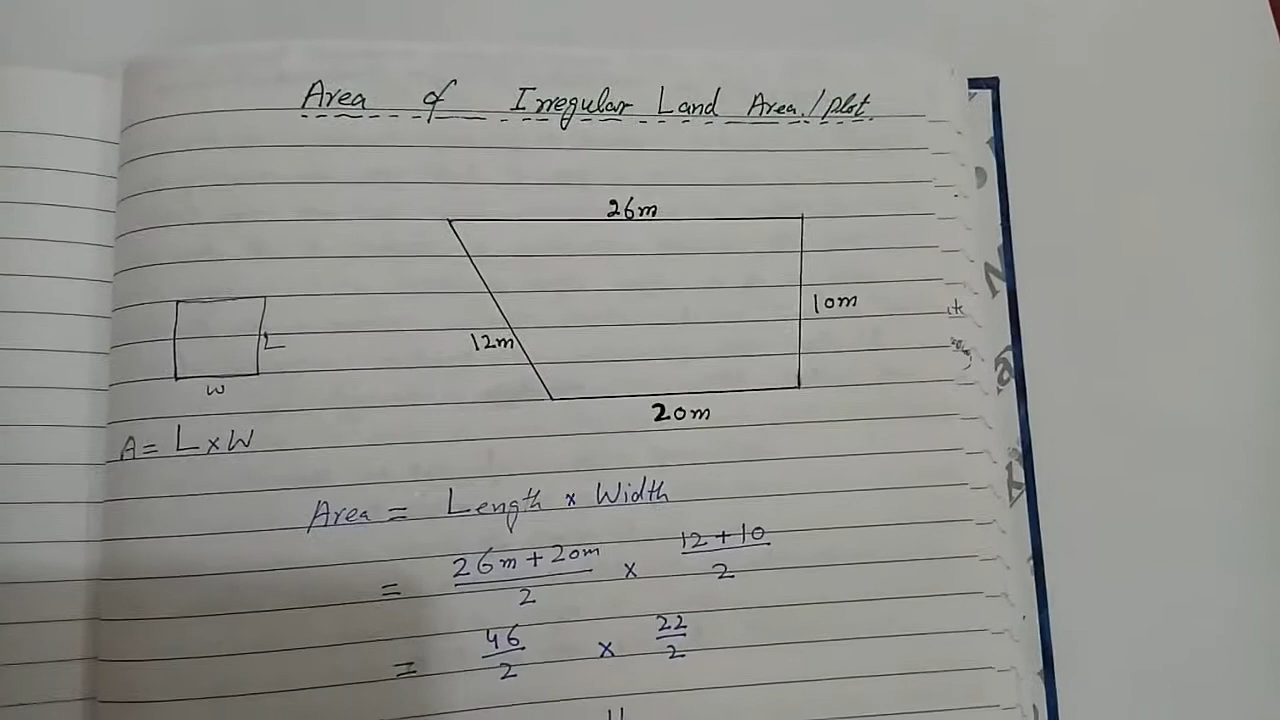 Area of Irregular Land Area./plot.
26m
10m
12m
20m
L
W
A = L×W
Area = Length × Width
= 26m+20m/2 × 12+10/2
= 46/2 × 22/2